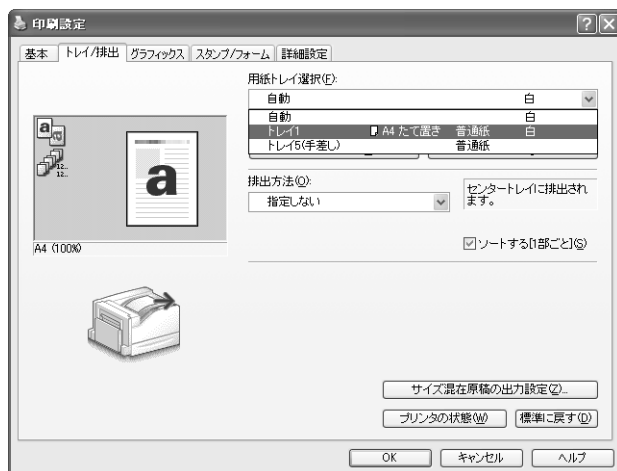 印刷設定
基本 トレイ/排出 グラフィックス スタンプ/フォーム 詳細設定
用紙トレイ選択(F):
自動 白
自動 白
トレイ1 A4 たて置き 普通紙 白
トレイ5(手差し) 普通紙
排出方法(O):
指定しない
センタートレイに排出されます。
ソートする[1部ごと](S)
a
a
12..
12..
a
A4 (100%)
サイズ混在原稿の出力設定(Z)...
プリンタの状態(W) 標準に戻す(D)
OK キャンセル ヘルプ